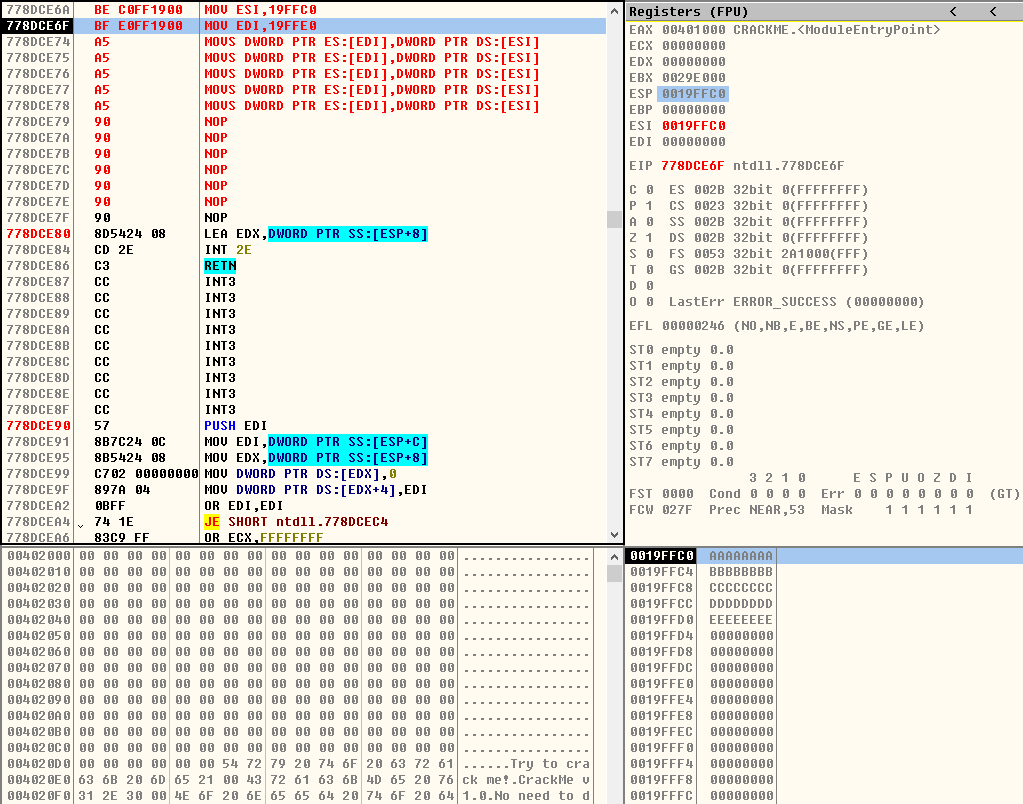 778DCE6A BE C0FF1900 MOV ESI,19FFC0
778DCE6F BF E0FF1900 MOV EDI,19FFE0
778DCE74 A5 MOVS DWORD PTR ES:[EDI],DWORD PTR DS:[ESI]
778DCE75 A5 MOVS DWORD PTR ES:[EDI],DWORD PTR DS:[ESI]
778DCE76 A5 MOVS DWORD PTR ES:[EDI],DWORD PTR DS:[ESI]
778DCE77 A5 MOVS DWORD PTR ES:[EDI],DWORD PTR DS:[ESI]
778DCE78 A5 MOVS DWORD PTR ES:[EDI],DWORD PTR DS:[ESI]
778DCE79 90 NOP
778DCE7A 90 NOP
778DCE7B 90 NOP
778DCE7C 90 NOP
778DCE7D 90 NOP
778DCE7E 90 NOP
778DCE7F 90 NOP
778DCE80 8D5424 08 LEA EDX,DWORD PTR SS:[ESP+8]
778DCE84 CD 2E INT 2E
778DCE86 C3 RETN
778DCE87 CC INT3
778DCE88 CC INT3
778DCE89 CC INT3
778DCE8A CC INT3
778DCE8B CC INT3
778DCE8C CC INT3
778DCE8D CC INT3
778DCE8E CC INT3
778DCE8F CC INT3
778DCE90 57 PUSH EDI
778DCE91 8B7C24 0C MOV EDI,DWORD PTR SS:[ESP+C]
778DCE95 8B5424 08 MOV EDX,DWORD PTR SS:[ESP+8]
778DCE99 C702 00000000 MOV DWORD PTR DS:[EDX],0
778DCE9F 897A 04 MOV DWORD PTR DS:[EDX+4],EDI
778DCEA2 0BFF OR EDI,EDI
778DCEA4 74 1E JE SHORT ntdll.778DCEC4
778DCEA6 83C9 FF OR ECX,FFFFFFFF
Registers (FPU) < <
EAX 00401000 CRACKME.<ModuleEntryPoint>
ECX 00000000
EDX 00000000
EBX 0029E000
ESP 0019FFC0
EBP 00000000
ESI 0019FFC0
EDI 00000000
EIP 778DCE6F ntdll.778DCE6F
C 0 ES 002B 32bit 0(FFFFFFFF)
P 1 CS 0023 32bit 0(FFFFFFFF)
A 0 SS 002B 32bit 0(FFFFFFFF)
Z 1 DS 002B 32bit 0(FFFFFFFF)
S 0 FS 0053 32bit 2A1000(FFF)
T 0 GS 002B 32bit 0(FFFFFFFF)
D 0
O 0 LastErr ERROR_SUCCESS (00000000)
EFL 00000246 (NO,NB,E,BE,NS,PE,GE,LE)
ST0 empty 0.0
ST1 empty 0.0
ST2 empty 0.0
ST3 empty 0.0
ST4 empty 0.0
ST5 empty 0.0
ST6 empty 0.0
ST7 empty 0.0
3 2 1 0 E S P U O Z D I
FST 0000 Cond 0 0 0 0 Err 0 0 0 0 0 0 0 0 (GT)
FCW 027F Prec NEAR,53 Mask 1 1 1 1 1 1
00402000 00 00 00 00 00 00 00 00 00 00 00 00 00 00 00 00 ................
00402010 00 00 00 00 00 00 00 00 00 00 00 00 00 00 00 00 ................
00402020 00 00 00 00 00 00 00 00 00 00 00 00 00 00 00 00 ................
00402030 00 00 00 00 00 00 00 00 00 00 00 00 00 00 00 00 ................
00402040 00 00 00 00 00 00 00 00 00 00 00 00 00 00 00 00 ................
00402050 00 00 00 00 00 00 00 00 00 00 00 00 00 00 00 00 ................
00402060 00 00 00 00 00 00 00 00 00 00 00 00 00 00 00 00 ................
00402070 00 00 00 00 00 00 00 00 00 00 00 00 00 00 00 00 ................
00402080 00 00 00 00 00 00 00 00 00 00 00 00 00 00 00 00 ................
00402090 00 00 00 00 00 00 00 00 00 00 00 00 00 00 00 00 ................
004020A0 00 00 00 00 00 00 00 00 00 00 00 00 00 00 00 00 ................
004020B0 00 00 00 00 00 00 00 00 00 00 00 00 00 00 00 00 ................
004020C0 00 00 00 00 00 00 00 00 00 00 00 00 00 00 00 00 ................
004020D0 00 00 00 00 00 00 54 72 79 20 74 6F 20 63 72 61 ......Try to cra
004020E0 63 6B 20 6D 65 21 00 43 72 61 63 6B 4D 65 20 76 ck me!.CrackMe v
004020F0 31 2E 30 00 4E 6F 20 6E 65 65 64 20 74 6F 20 64 1.0.No need to d
0019FFC0 AAAAAAAA
0019FFC4 BBBBBBBB
0019FFC8 CCCCCCCC
0019FFCC DDDDDDDD
0019FFD0 EEEEEEEE
0019FFD4 00000000
0019FFD8 00000000
0019FFDC 00000000
0019FFE0 00000000
0019FFE4 00000000
0019FFE8 00000000
0019FFEC 00000000
0019FFF0 00000000
0019FFF4 00000000
0019FFF8 00000000
0019FFFC 00000000